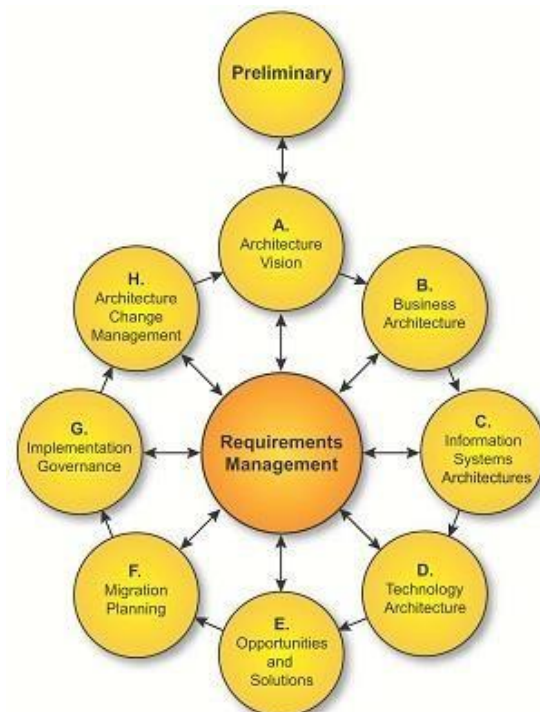 Preliminary
A.
Architecture
Vision
B.
Business
Architecture
C.
Information
Systems
Architectures
D.
Technology
Architecture
E.
Opportunities
and
Solutions
F.
Migration
Planning
G.
Implementation
Governance
H.
Architecture
Change
Management
Requirements
Management